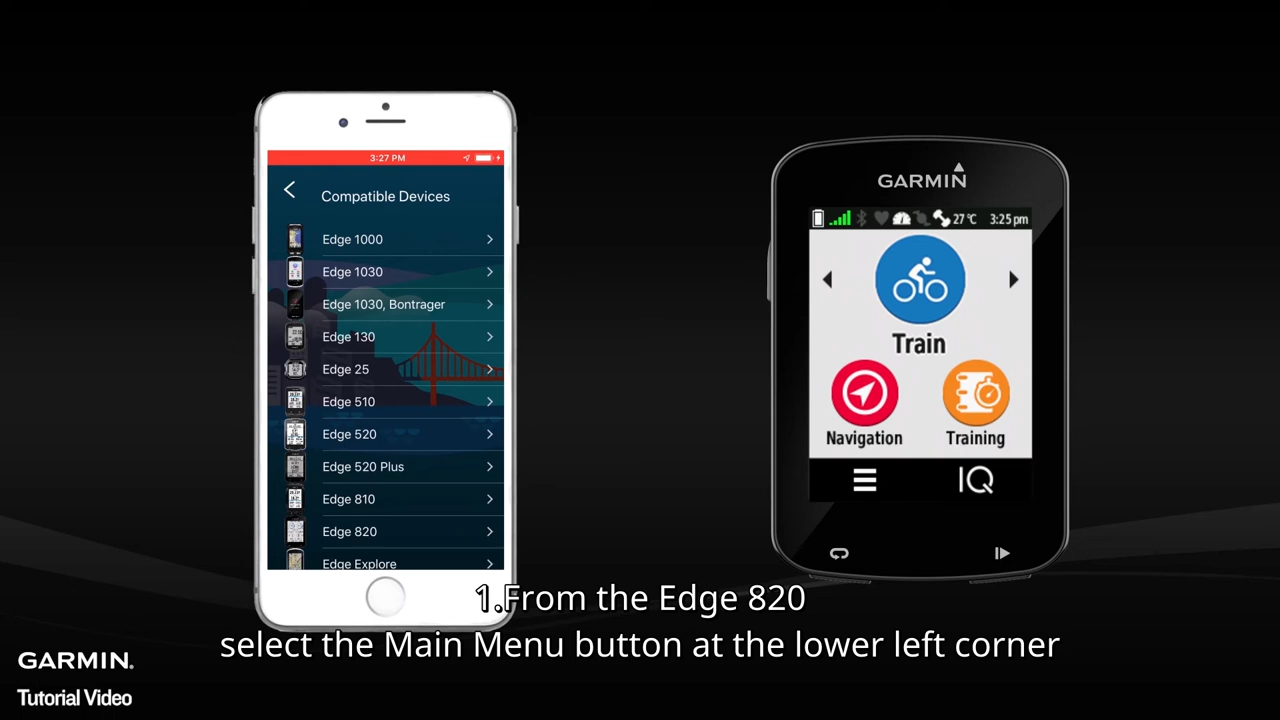 3:27 PM
Compatible Devices
Edge 1000
Edge 1030
Edge 1030, Bontrager
Edge 130
Edge 25
Edge 510
Edge 520
Edge 520 Plus
Edge 810
Edge 820
Edge Explore
GARMIN
27°C 3:25 pm
Train
Navigation
Training
IQ
1.From the Edge 820
select the Main Menu button at the lower left corner
GARMIN.
Tutorial Video